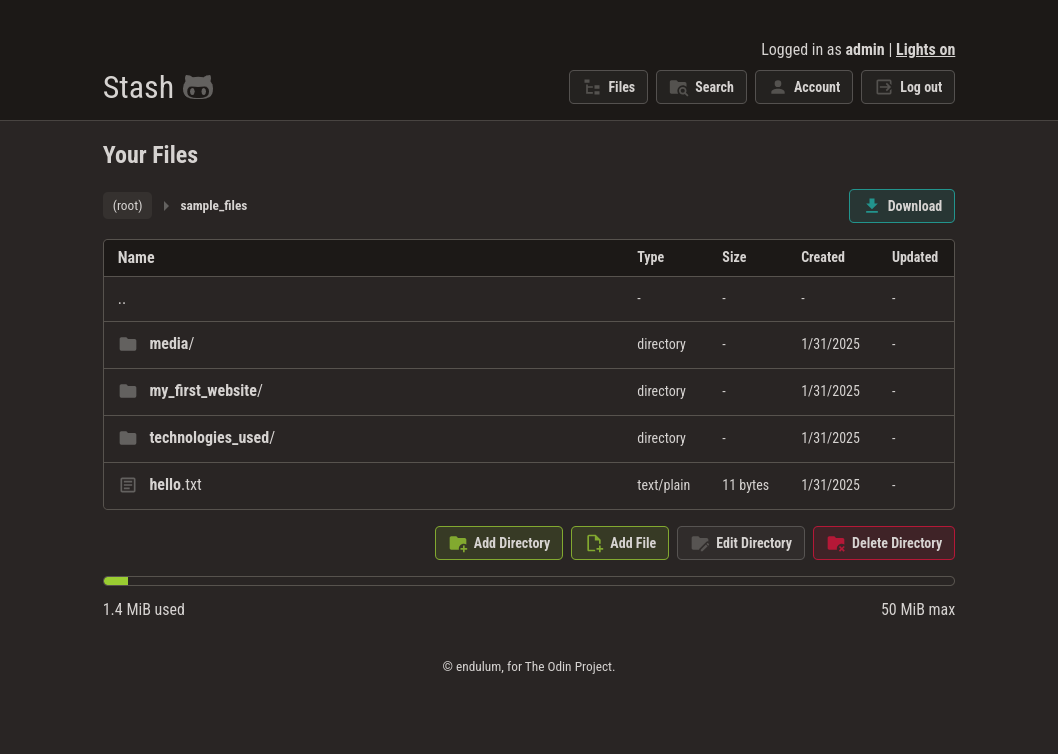 Logged in as admin | Lights on
Stash
Files Search Account Log out
Your Files
(root) sample_files
Download
Name Type Size Created Updated
.. - - - -
media/ directory - 1/31/2025 -
my_first_website/ directory - 1/31/2025 -
technologies_used/ directory - 1/31/2025 -
hello.txt text/plain 11 bytes 1/31/2025 -
Add Directory Add File Edit Directory Delete Directory
1.4 MiB used 50 MiB max
© endulum, for The Odin Project.